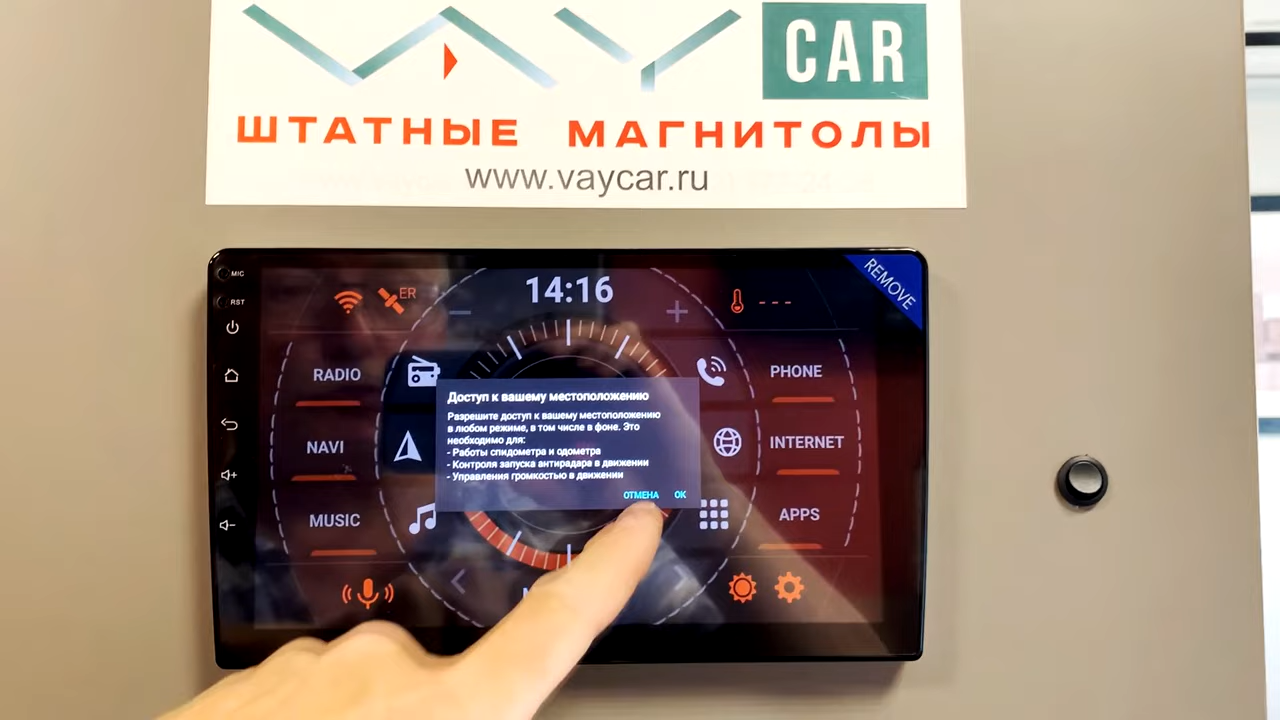 VAY CAR
ШТАТНЫЕ МАГНИТОЛЫ
www.vaycar.ru
MIC
RST
REMOVE
ER
14:16
---
RADIO
PHONE
NAVI
INTERNET
MUSIC
APPS
Доступ к вашему местоположению
Разрешите доступ к вашему местоположению
в любом режиме, в том числе в фоне. Это
необходимо для:
- Работы спидометра и одометра
- Контроля запуска антирадара в движении
- Управления громкостью в движении
ОТМЕНА OK